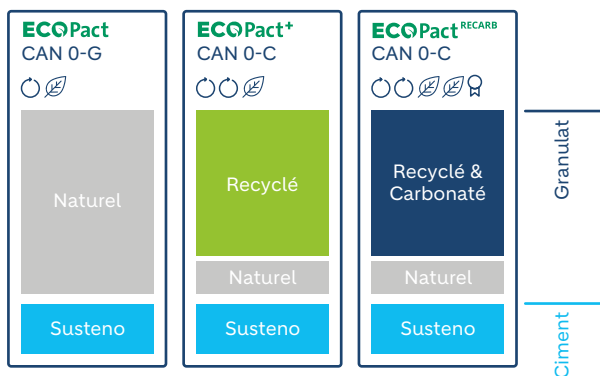 ECOPact
CAN 0-G
Naturel
Susteno
ECOPact+
CAN 0-C
Recyclé
Naturel
Susteno
ECOPact RECARB
CAN 0-C
Recyclé &
Carbonaté
Naturel
Susteno
Granulat
Ciment